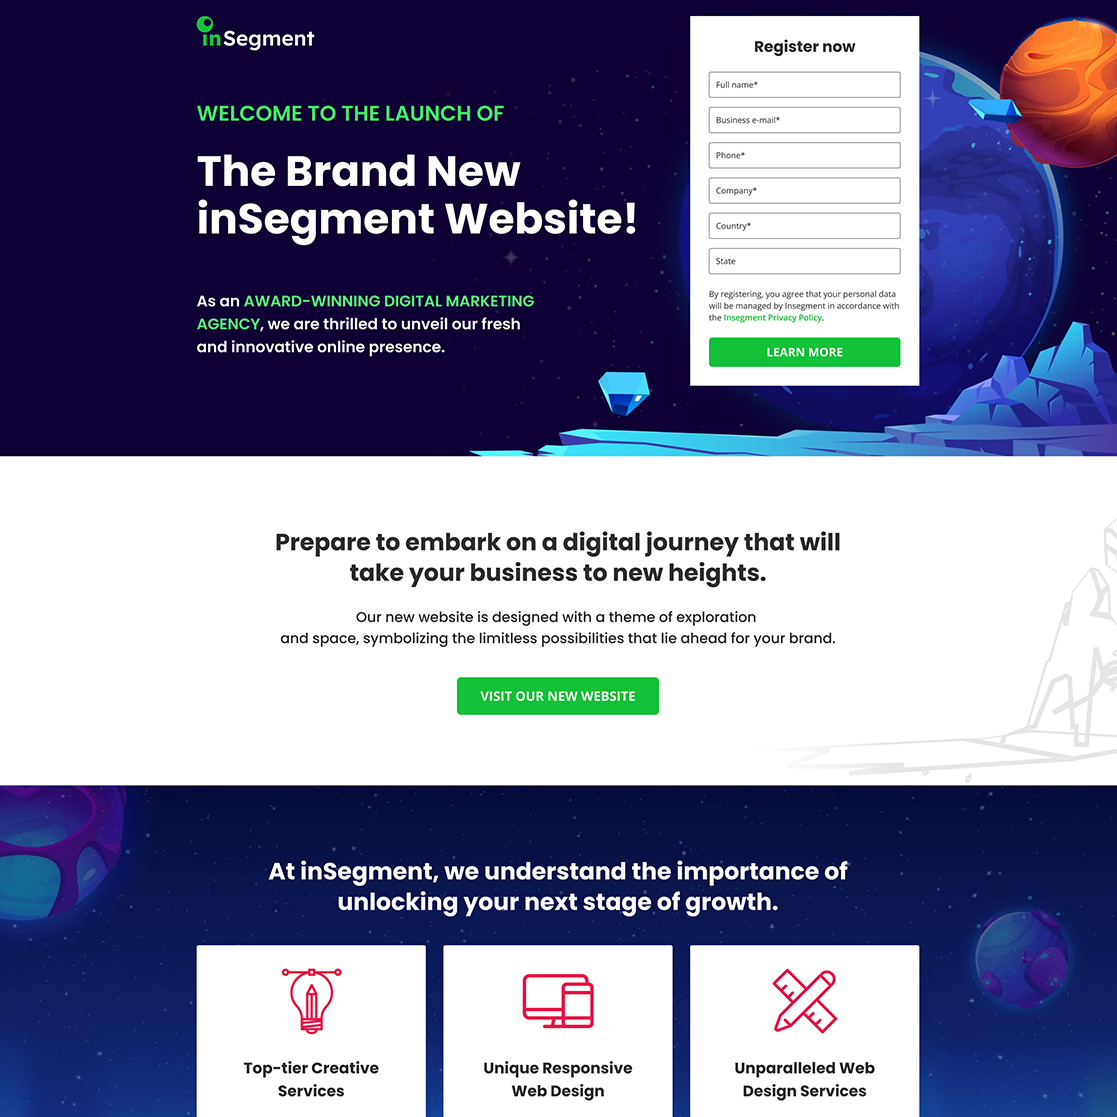 inSegment
WELCOME TO THE LAUNCH OF
The Brand New
inSegment Website!
As an AWARD-WINNING DIGITAL MARKETING
AGENCY, we are thrilled to unveil our fresh
and innovative online presence.
Register now
Full name*
Business e-mail*
Phone*
Company*
Country*
State
By registering, you agree that your personal data
will be managed by Insegment in accordance with
the Insegment Privacy Policy.
LEARN MORE
Prepare to embark on a digital journey that will
take your business to new heights.
Our new website is designed with a theme of exploration
and space, symbolizing the limitless possibilities that lie ahead for your brand.
VISIT OUR NEW WEBSITE
At inSegment, we understand the importance of
unlocking your next stage of growth.
Top-tier Creative
Services
Unique Responsive
Web Design
Unparalleled Web
Design Services